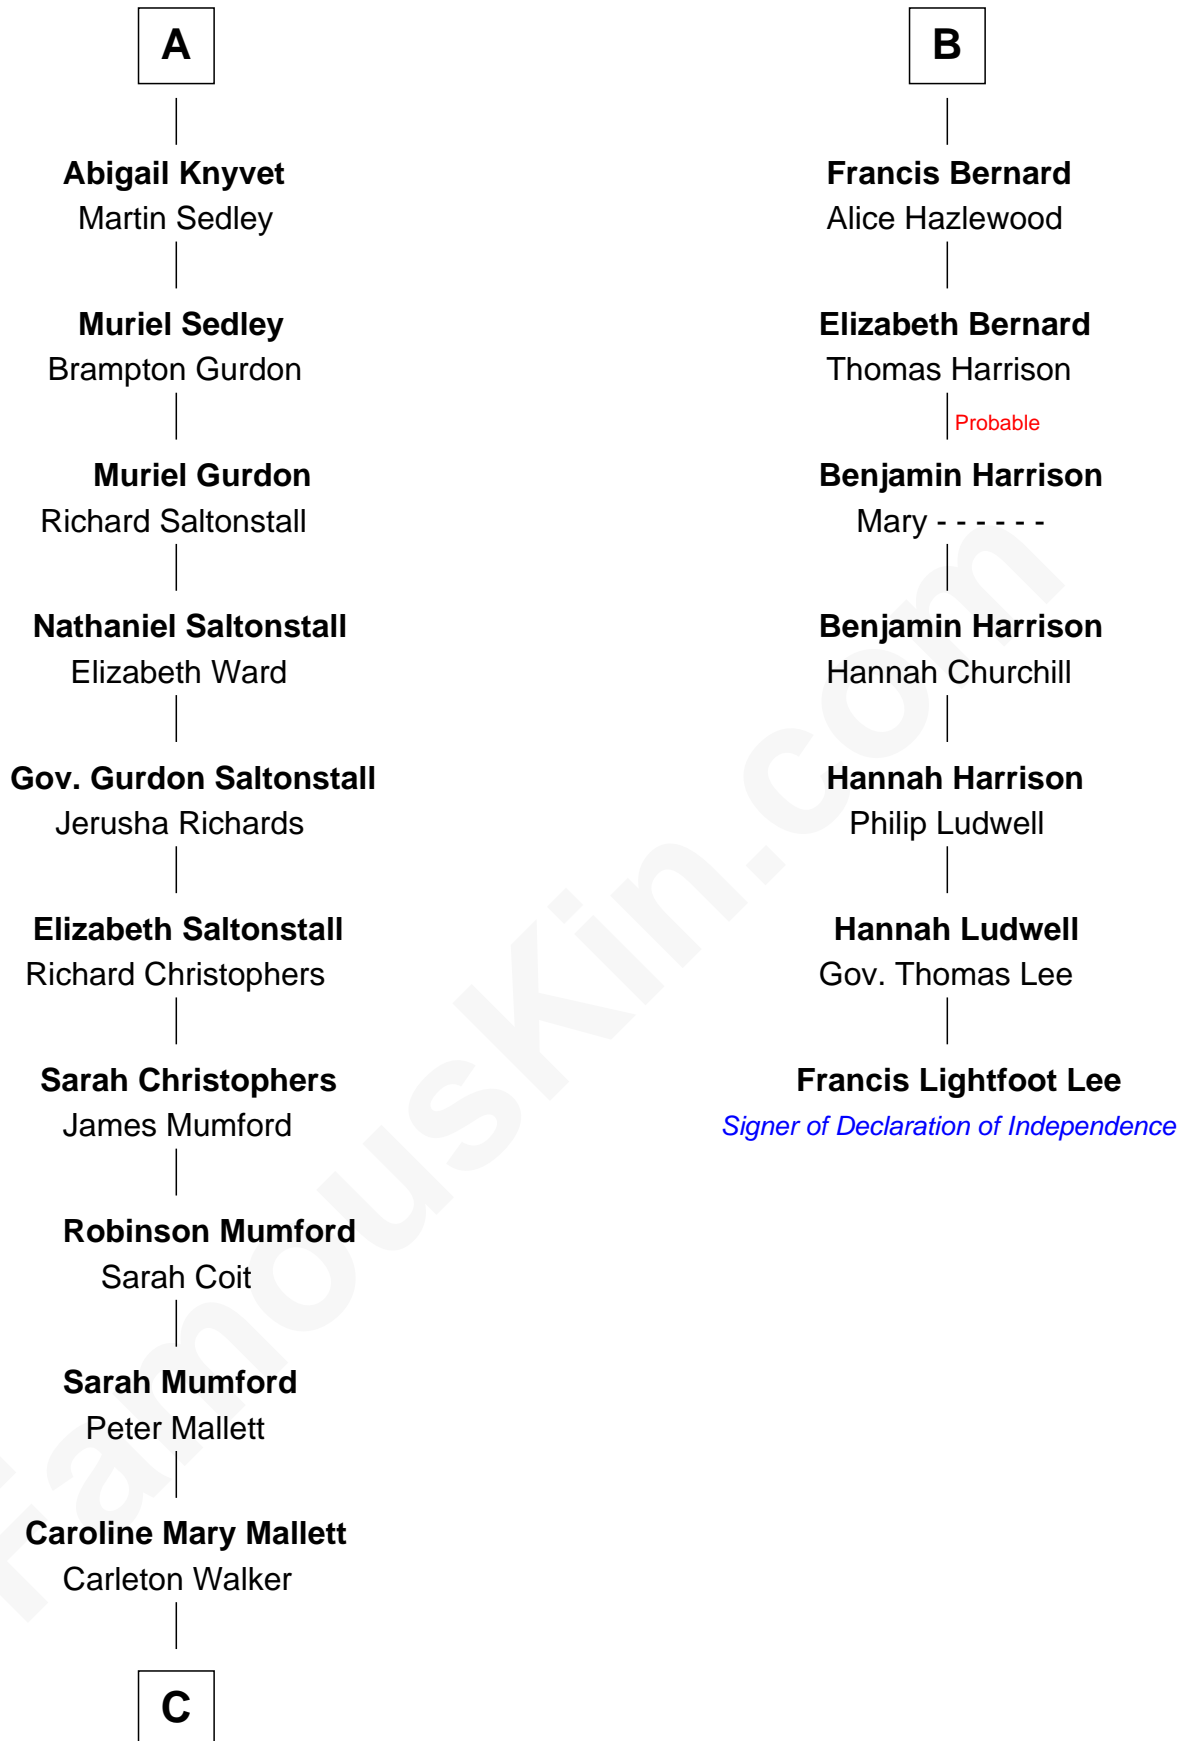 A
Abigail Knyvet
Martin Sedley
Muriel Sedley
Brampton Gurdon
Muriel Gurdon
Richard Saltonstall
Nathaniel Saltonstall
Elizabeth Ward
Gov. Gurdon Saltonstall
Jerusha Richards
Elizabeth Saltonstall
Richard Christophers
Sarah Christophers
James Mumford
Robinson Mumford
Sarah Coit
Sarah Mumford
Peter Mallett
Caroline Mary Mallett
Carleton Walker
C
B
Francis Bernard
Alice Hazlewood
Elizabeth Bernard
Thomas Harrison
Probable
Benjamin Harrison
Mary - - - - - -
Benjamin Harrison
Hannah Churchill
Hannah Harrison
Philip Ludwell
Hannah Ludwell
Gov. Thomas Lee
Francis Lightfoot Lee
Signer of Declaration of Independence
FamousKin.com